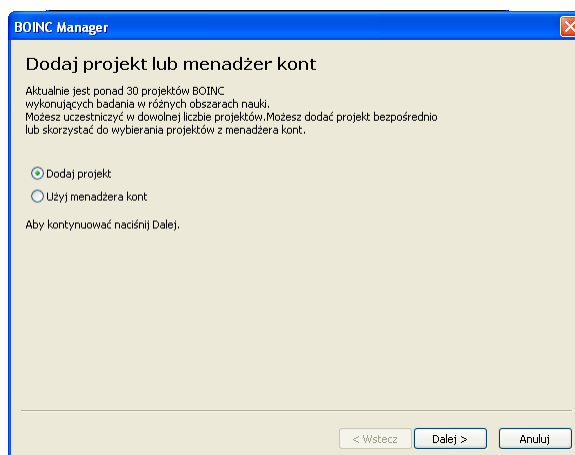 BOINC Manager
Dodaj projekt lub menadżer kont
Aktualnie jest ponad 30 projektów BOINC
wykonujących badania w różnych obszarach nauki.
Możesz uczestniczyć w dowolnej liczbie projektów.Możesz dodać projekt bezpośrednio
lub skorzystać do wybierania projektów z menadżera kont.
Dodaj projekt
Użyj menadżera kont
Aby kontynuować naciśnij Dalej.
< Wstecz Dalej > Anuluj